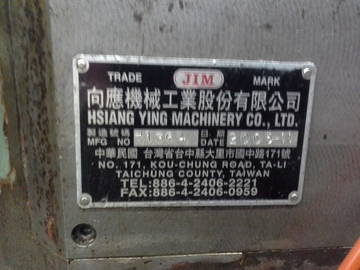 TRADE JIM MARK
向應機械工業股份有限公司
HSIANG YING MACHINERY CO., LTD.
製造號碼 日期
MFG NO DATE 2005-11
中華民國 台灣省台中縣大里市國中路171號
NO. 171, KOU-CHUNG ROAD, TA-LI
TAICHUNG COUNTY, TAIWAN
TEL:886-4-2406-2221
FAX:886-4-2406-0959